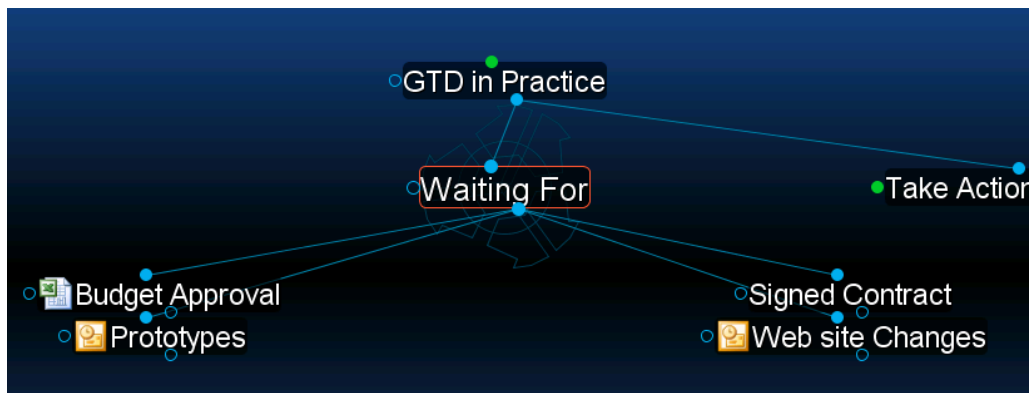 GTD in Practice
Waiting For
Take Action
Budget Approval
Signed Contract
Prototypes
Web site Changes